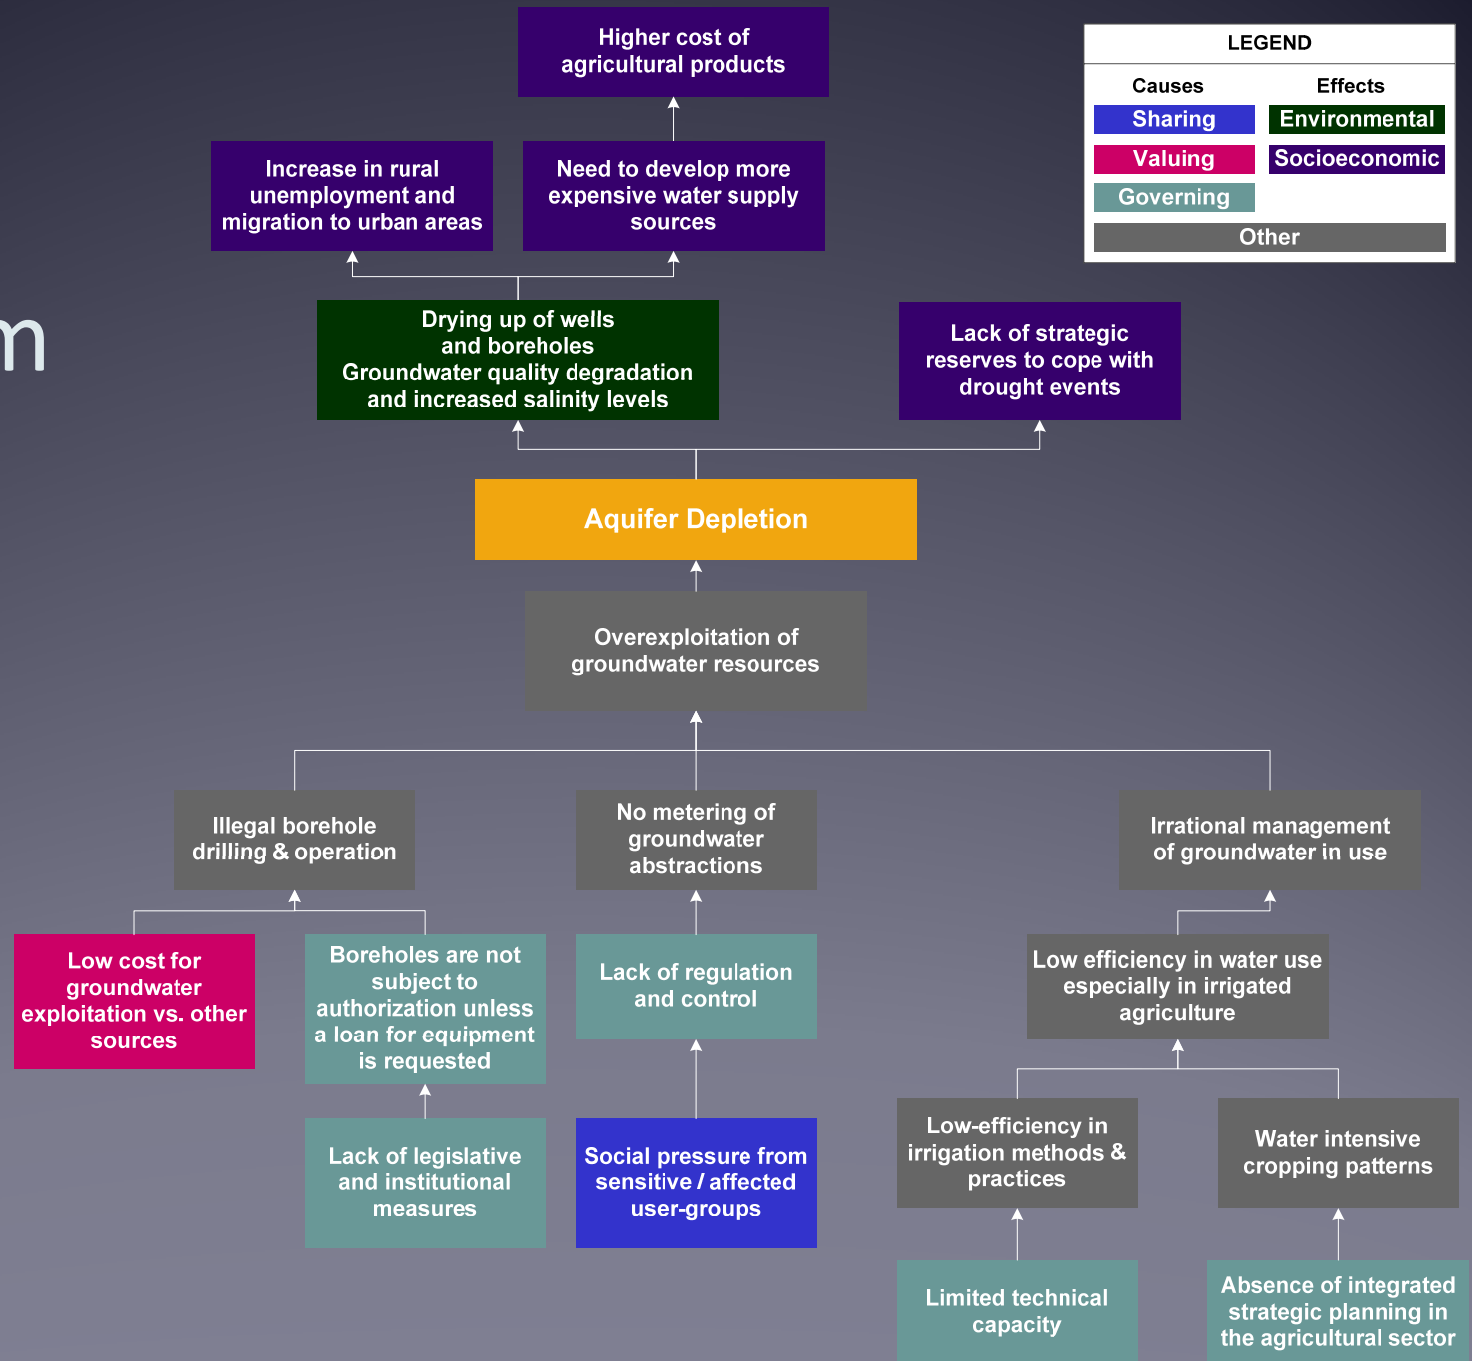 Higher cost of
agricultural products
LEGEND
Causes
Effects
Sharing
Environmental
Valuing
Socioeconomic
Governing
Other
Increase in rural
unemployment and
migration to urban areas
Need to develop more
expensive water supply
sources
m
Drying up of wells
and boreholes
Groundwater quality degradation
and increased salinity levels
Lack of strategic
reserves to cope with
drought events
Aquifer Depletion
Overexploitation of
groundwater resources
Illegal borehole
drilling & operation
No metering of
groundwater
abstractions
Irrational management
of groundwater in use
Low cost for
groundwater
exploitation vs. other
sources
Boreholes are not
subject to
authorization unless
a loan for equipment
is requested
Lack of regulation
and control
Low efficiency in water use
especially in irrigated
agriculture
Lack of legislative
and institutional
measures
Social pressure from
sensitive / affected
user-groups
Low-efficiency in
irrigation methods &
practices
Water intensive
cropping patterns
Limited technical
capacity
Absence of integrated
strategic planning in
the agricultural sector